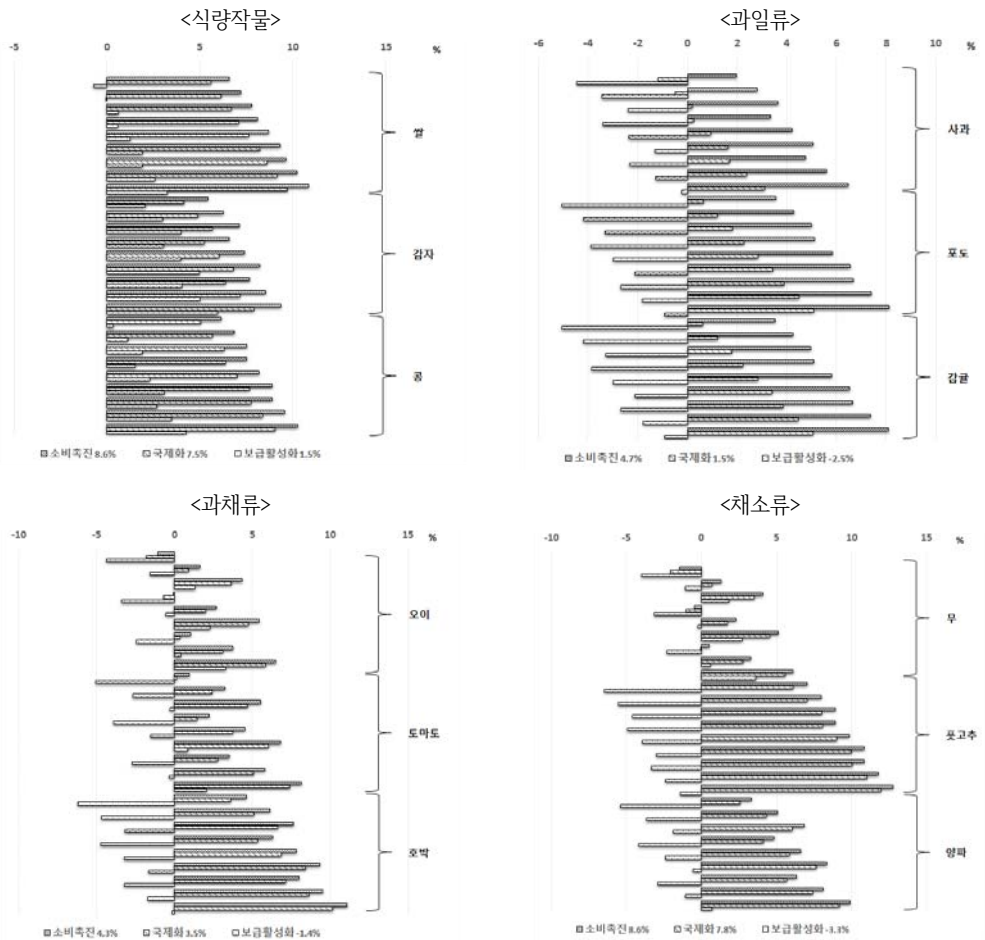 <식량작물>
-5 0 5 10 15 %
쌀
감자
콩
소비촉진 8.6% 국제화 7.5% 보급활성화 1.5%
<과일류>
-6 -4 -2 0 2 4 6 8 10 %
사과
포도
감귤
소비촉진 4.7% 국제화 1.5% 보급활성화 -2.5%
<과채류>
-10 -5 0 5 10 15 %
오이
토마토
호박
소비촉진 4.3% 국제화 3.5% 보급활성화 -1.4%
<채소류>
-10 -5 0 5 10 15 %
무
풋고추
양파
소비촉진 8.6% 국제화 7.8% 보급활성화 -3.3%